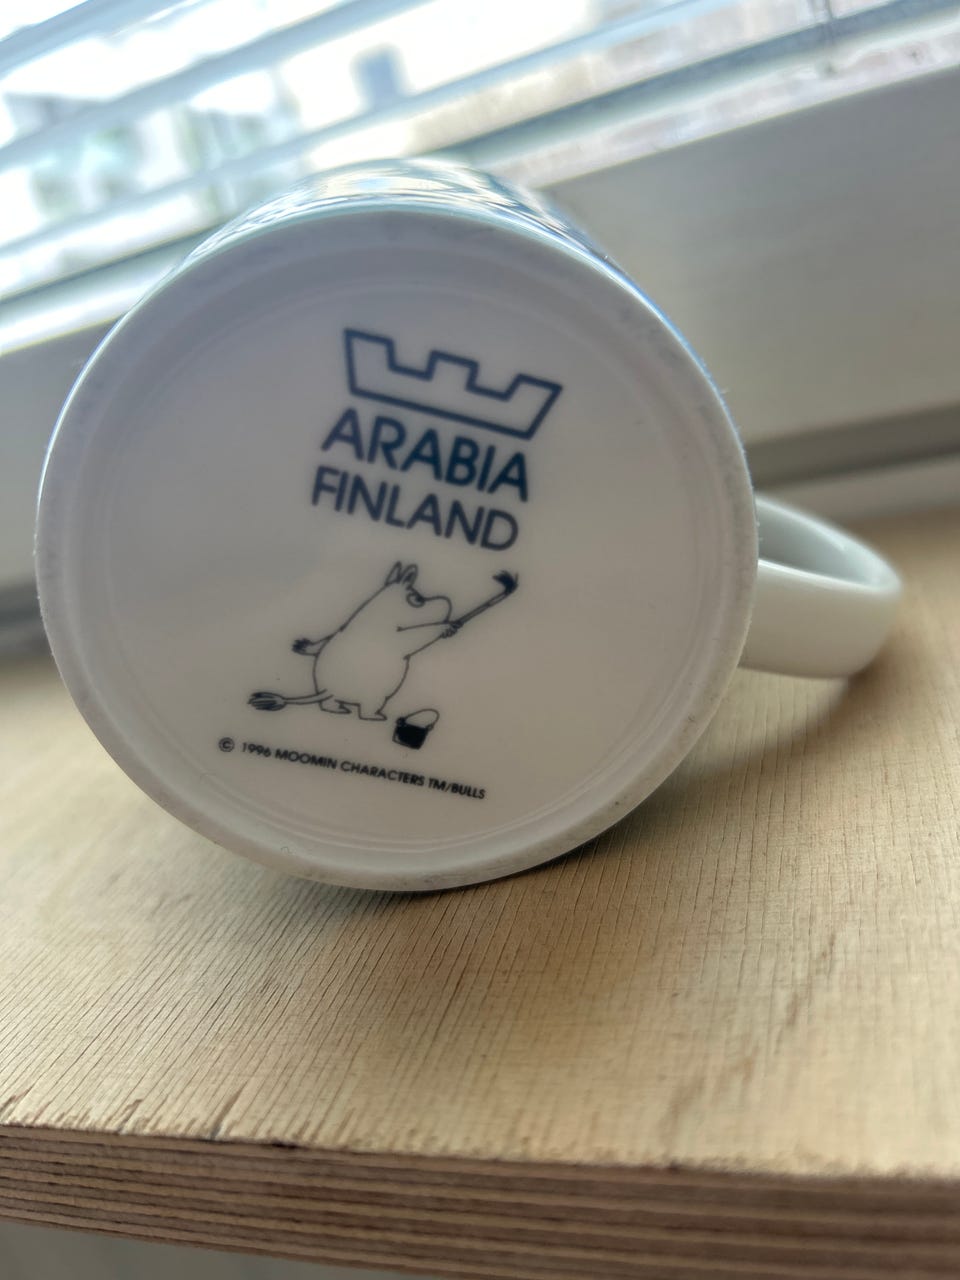 ARABIA
FINLAND
© 1996 MOOMIN CHARACTERS TM/BULLS